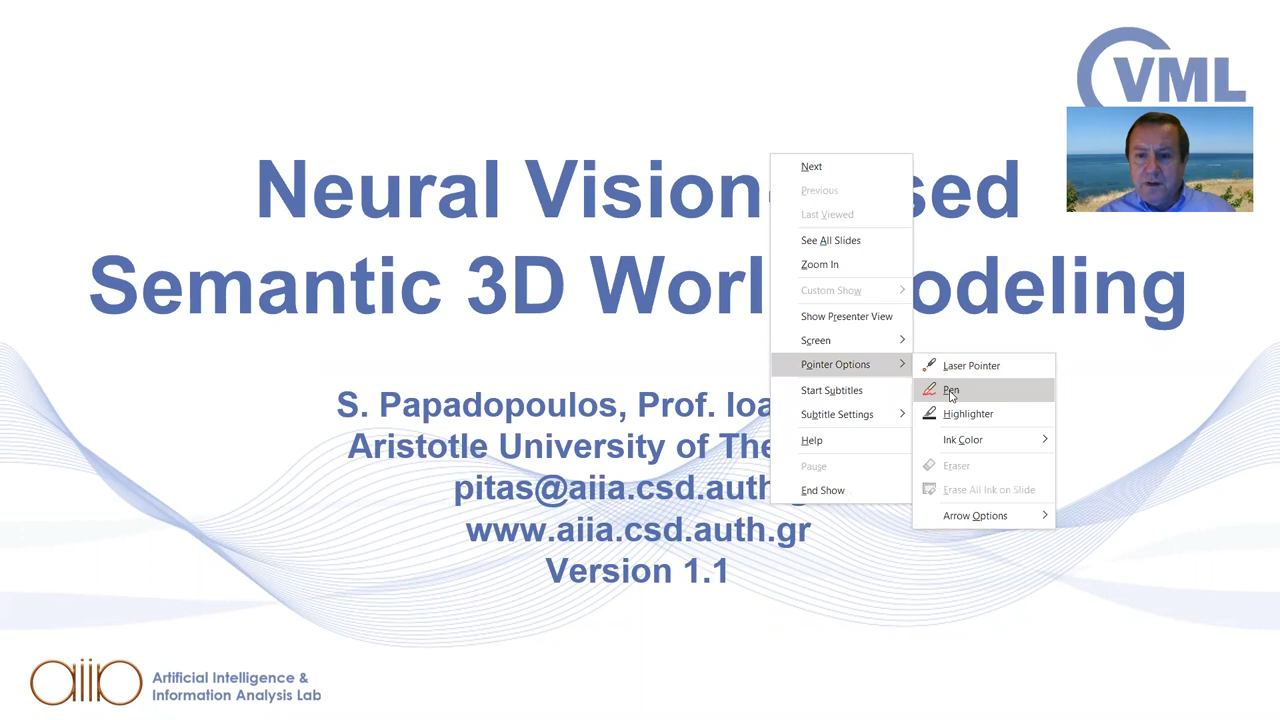 VML
Neural Vision- sed
Semantic 3D Worl odeling
S. Papadopoulos, Prof. Ioa
Aristotle University of The
pitas@aiia.csd.auth.g
www.aiia.csd.auth.gr
Version 1.1
Next
Previous
Last Viewed
See All Slides
Zoom In
Custom Show
Show Presenter View
Screen
Pointer Options
Start Subtitles
Subtitle Settings
Help
Pause
End Show
Laser Pointer
Pen
Highlighter
Ink Color
Eraser
Erase All Ink on Slide
Arrow Options
aiia
Artificial Intelligence &
Information Analysis Lab